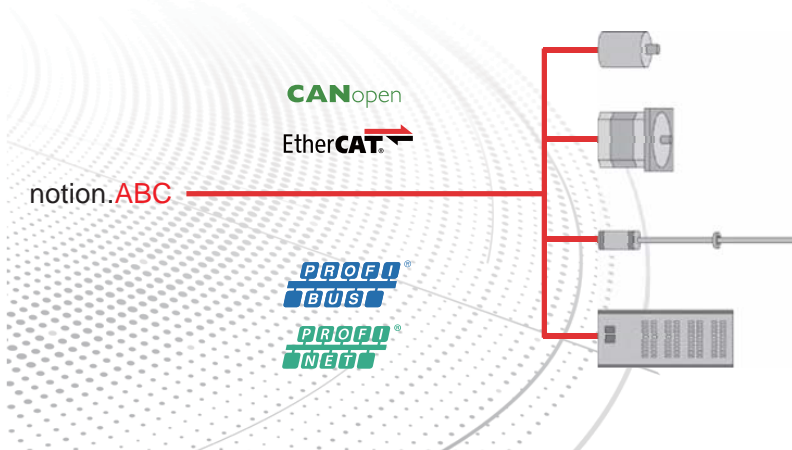 CANopen
EtherCAT®
notion.ABC
PROFI®
BUS
PROFI®
NET